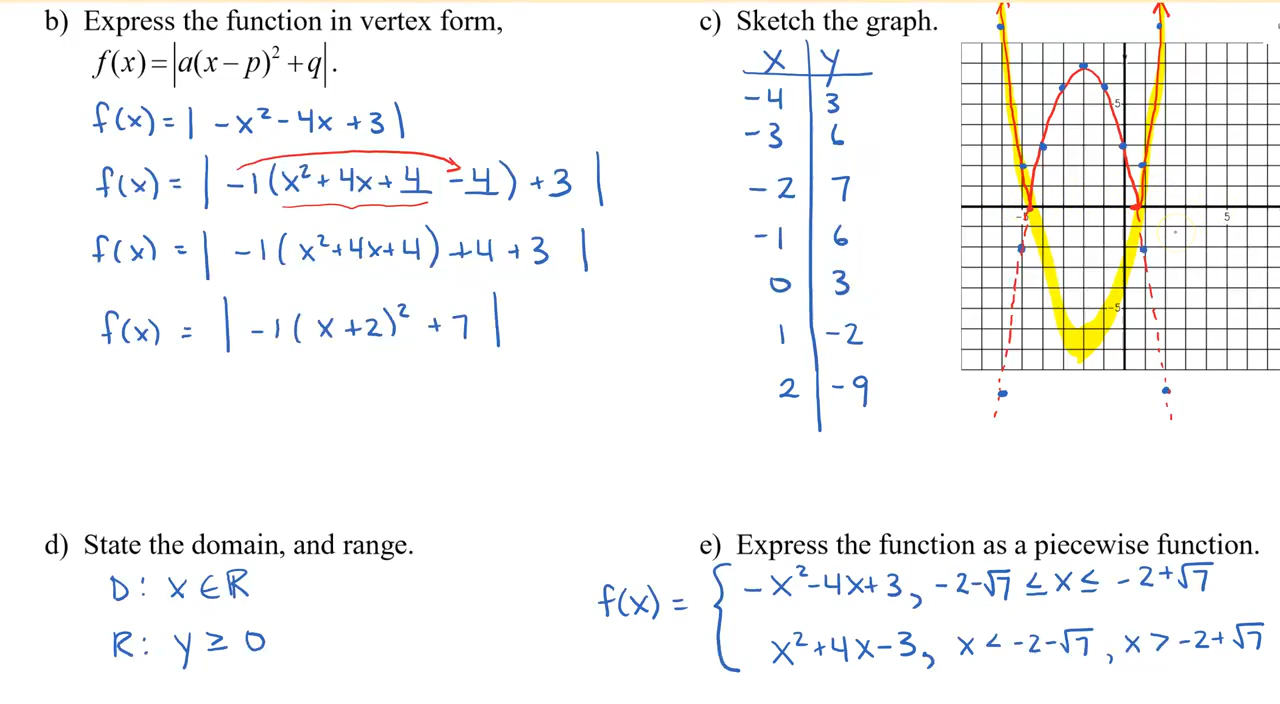 b) Express the function in vertex form,
f(x) = |a(x − p)² + q|.
f(x) = | −x² − 4x + 3 |
f(x) = | −1(x² + 4x + 4 − 4) + 3 |
f(x) = | −1(x² + 4x + 4) + 4 + 3 |
f(x) = | −1(x + 2)² + 7 |
c) Sketch the graph.
x y
−4 3
−3 6
−2 7
−1 6
0 3
1 −2
2 −9
5
−5 5
−5
d) State the domain, and range.
D: x ∈ R
R: y ≥ 0
e) Express the function as a piecewise function.
f(x) = { −x² − 4x + 3, −2 − √7 ≤ x ≤ −2 + √7
x² + 4x − 3, x < −2 − √7, x > −2 + √7